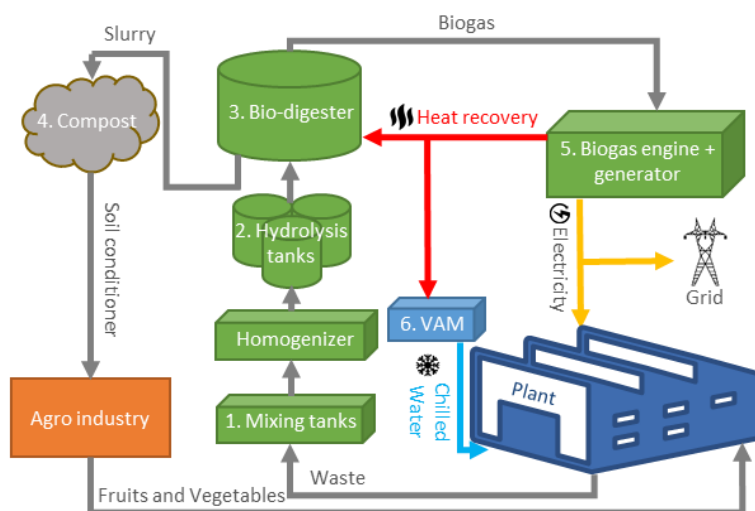 Slurry
Biogas
4. Compost
3. Bio-digester
Heat recovery
5. Biogas engine +
generator
Soil conditioner
2. Hydrolysis
tanks
Electricity
Grid
6. VAM
Homogenizer
Chilled
Water
Plant
Agro industry
1. Mixing tanks
Waste
Fruits and Vegetables